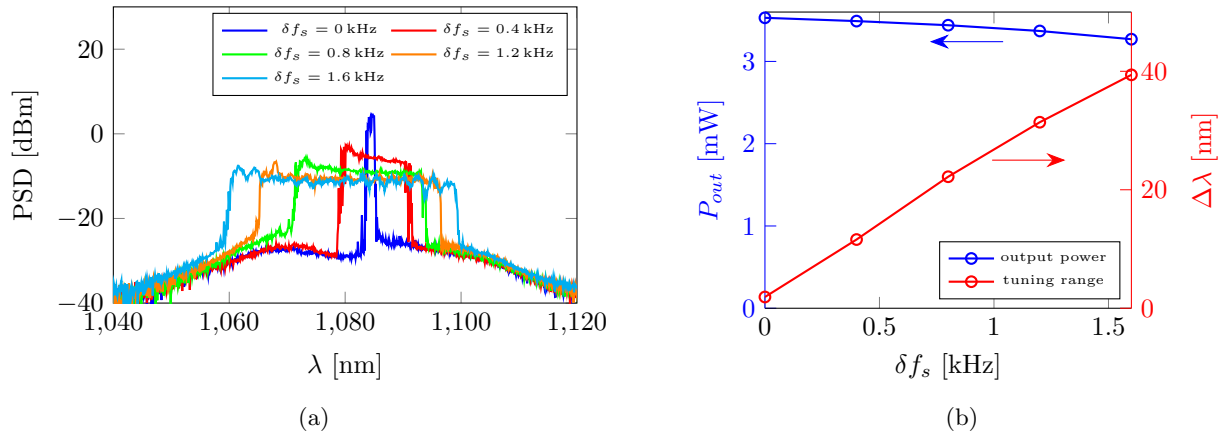 δf_s = 0 kHz
δf_s = 0.4 kHz
δf_s = 0.8 kHz
δf_s = 1.2 kHz
δf_s = 1.6 kHz
20
0
−20
−40
PSD [dBm]
1,040
1,060
1,080
1,100
1,120
λ [nm]
(a)
3
2
1
0
P_out [mW]
output power
tuning range
40
20
0
Δλ [nm]
0
0.5
1
1.5
δf_s [kHz]
(b)